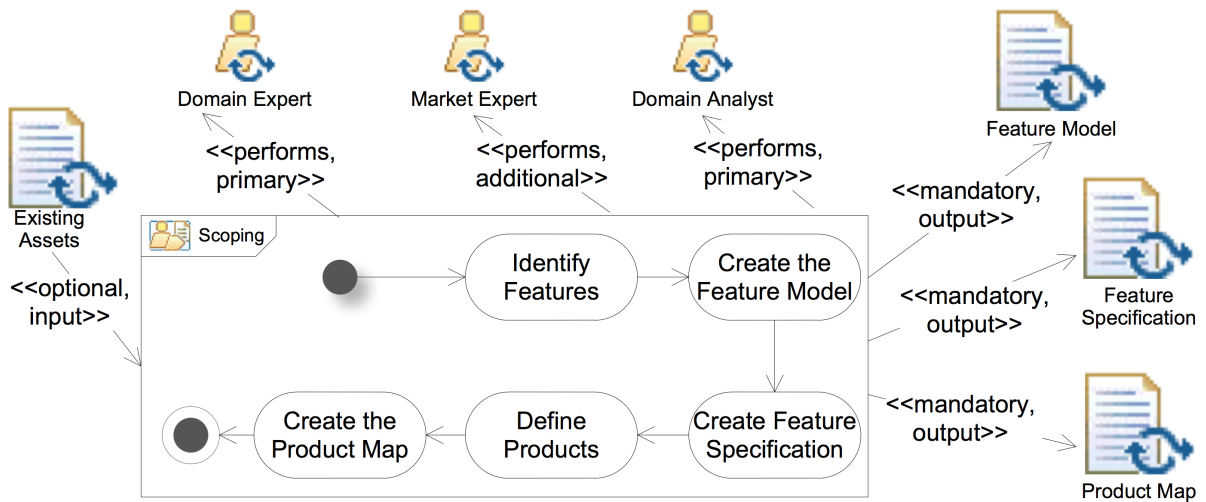 Domain Expert
Market Expert
Domain Analyst
Feature Model
<<performs,
primary>>
<<performs,
additional>>
<<performs,
primary>>
<<mandatory,
output>>
Existing
Assets
<<optional,
input>>
Scoping
Identify
Features
Create the
Feature Model
<<mandatory,
output>>
Feature
Specification
Create the
Product Map
Define
Products
Create Feature
Specification
<<mandatory,
output>>
Product Map